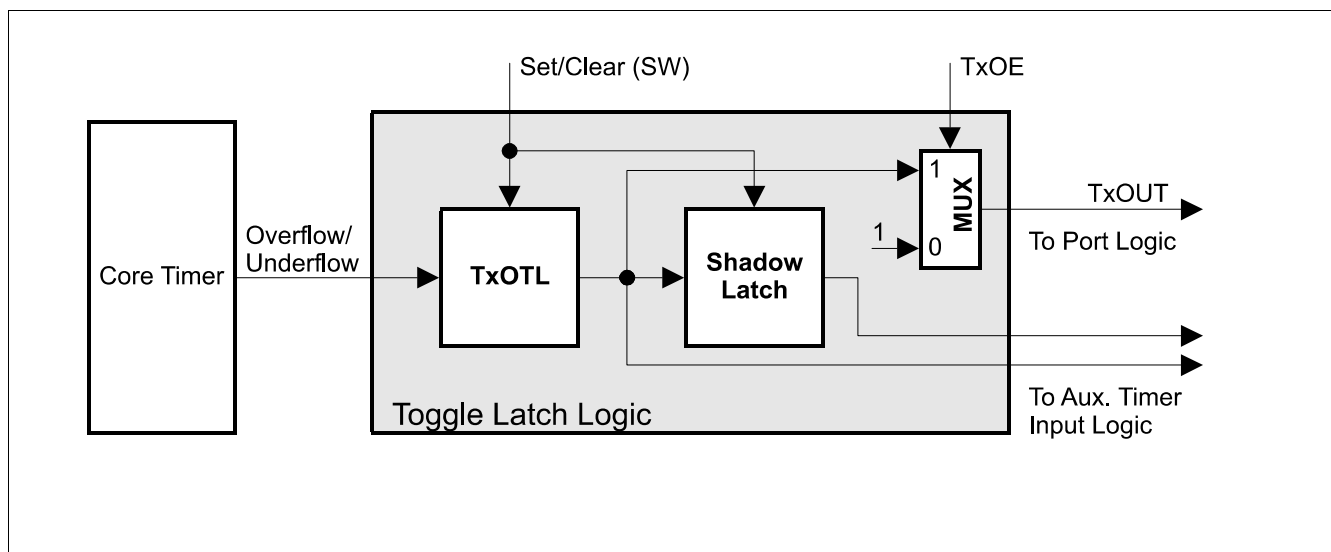 Set/Clear (SW)
TxOE
1
MUX
TxOUT
1
0
To Port Logic
Overflow/
Underflow
Core Timer
TxOTL
Shadow
Latch
Toggle Latch Logic
To Aux. Timer
Input Logic